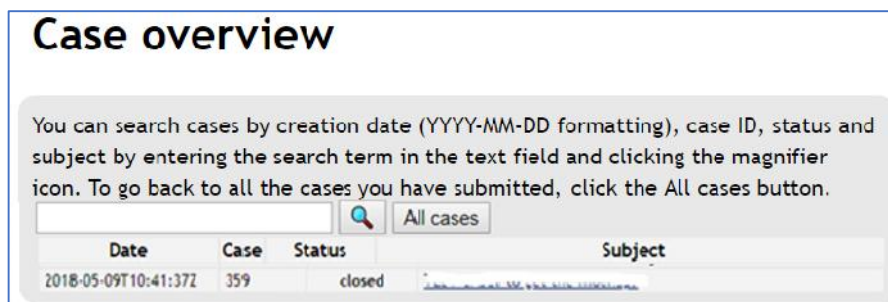 Case overview
You can search cases by creation date (YYYY-MM-DD formatting), case ID, status and
subject by entering the search term in the text field and clicking the magnifier
icon. To go back to all the cases you have submitted, click the All cases button.
All cases
Date Case Status Subject
2018-05-09T10:41:37Z 359 closed